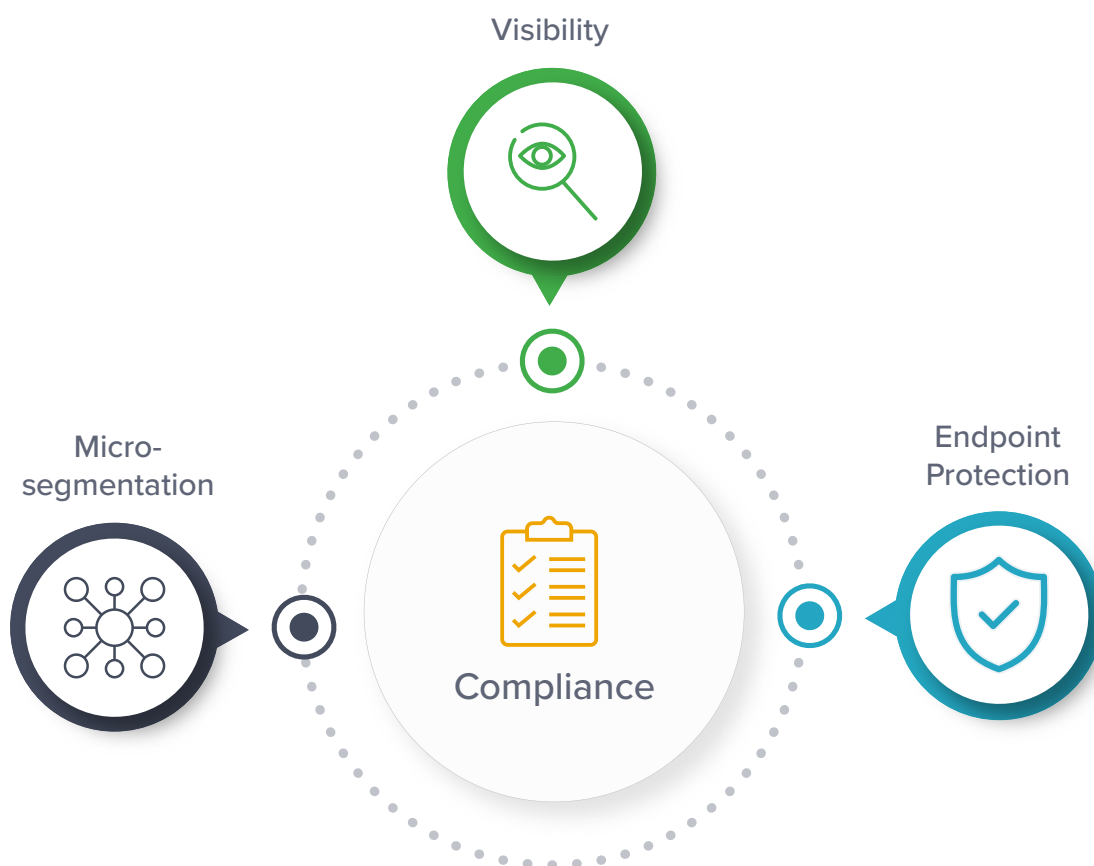 Visibility
Micro-
segmentation
Endpoint
Protection
Compliance